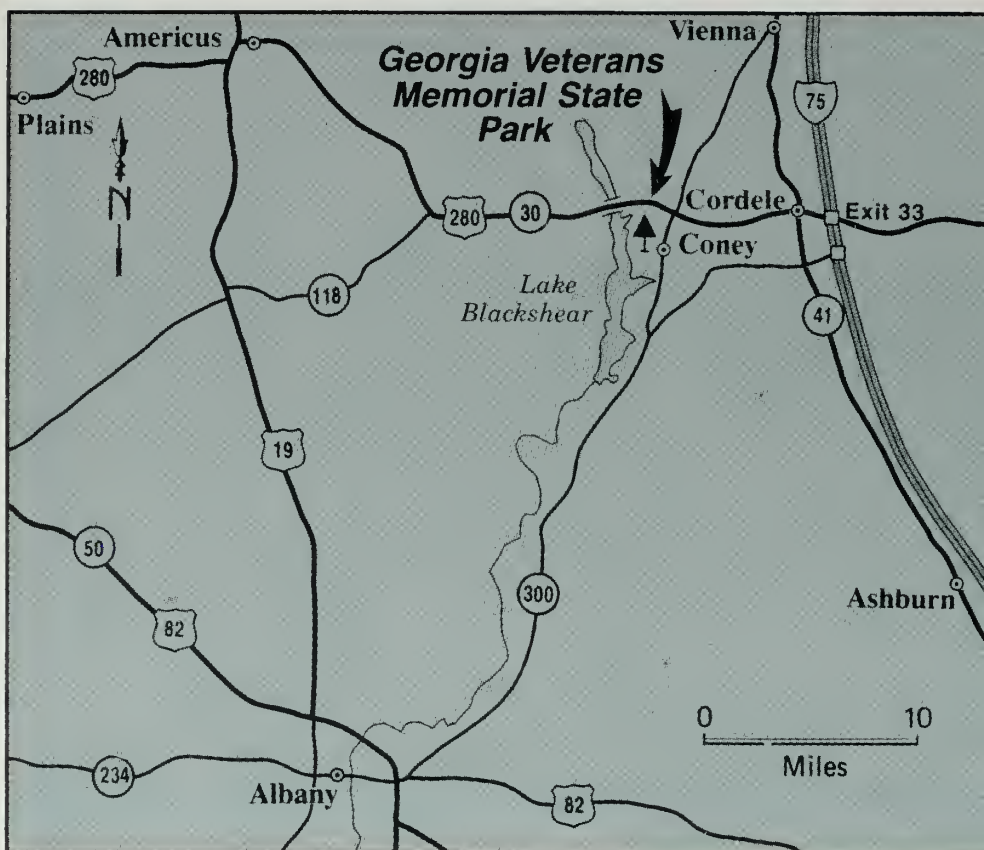 Americus
Vienna
Georgia Veterans
Memorial State
Park
280
75
Plains
N
280
30
Cordele
Exit 33
Coney
118
Lake
Blackshear
41
19
50
300
Ashburn
82
0 10
Miles
234
Albany
82